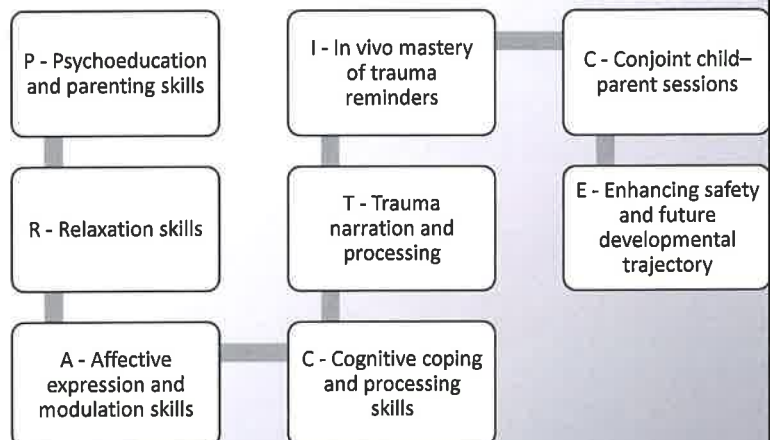 P - Psychoeducation
and parenting skills
R - Relaxation skills
A - Affective
expression and
modulation skills
C - Cognitive coping
and processing
skills
T - Trauma
narration and
processing
I - In vivo mastery
of trauma
reminders
C - Conjoint child–
parent sessions
E - Enhancing safety
and future
developmental
trajectory